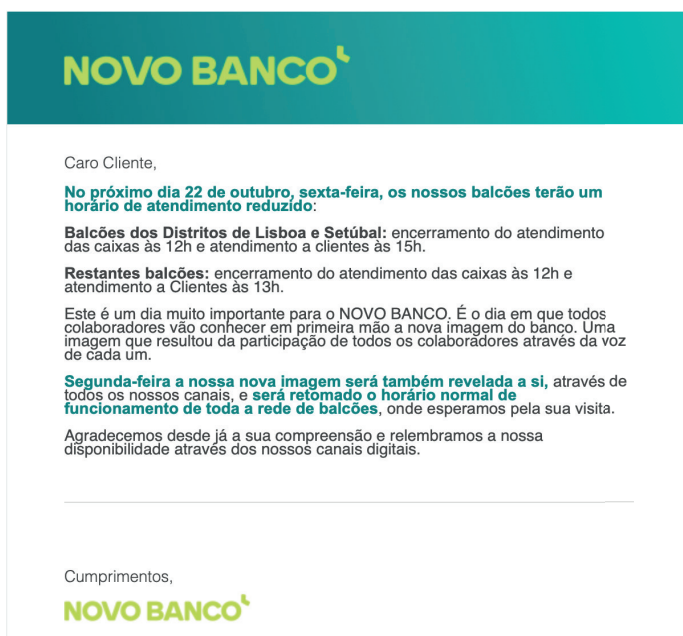 NOVO BANCO
Caro Cliente,
No próximo dia 22 de outubro, sexta-feira, os nossos balcões terão um
horário de atendimento reduzido:
Balcões dos Distritos de Lisboa e Setúbal: encerramento do atendimento
das caixas às 12h e atendimento a clientes às 15h.
Restantes balcões: encerramento do atendimento das caixas às 12h e
atendimento a Clientes às 13h.
Este é um dia muito importante para o NOVO BANCO. É o dia em que todos
colaboradores vão conhecer em primeira mão a nova imagem do banco. Uma
imagem que resultou da participação de todos os colaboradores através da voz
de cada um.
Segunda-feira a nossa nova imagem será também revelada a si, através de
todos os nossos canais, e será retomado o horário normal de
funcionamento de toda a rede de balcões, onde esperamos pela sua visita.
Agradecemos desde já a sua compreensão e relembramos a nossa
disponibilidade através dos nossos canais digitais.
Cumprimentos,
NOVO BANCO